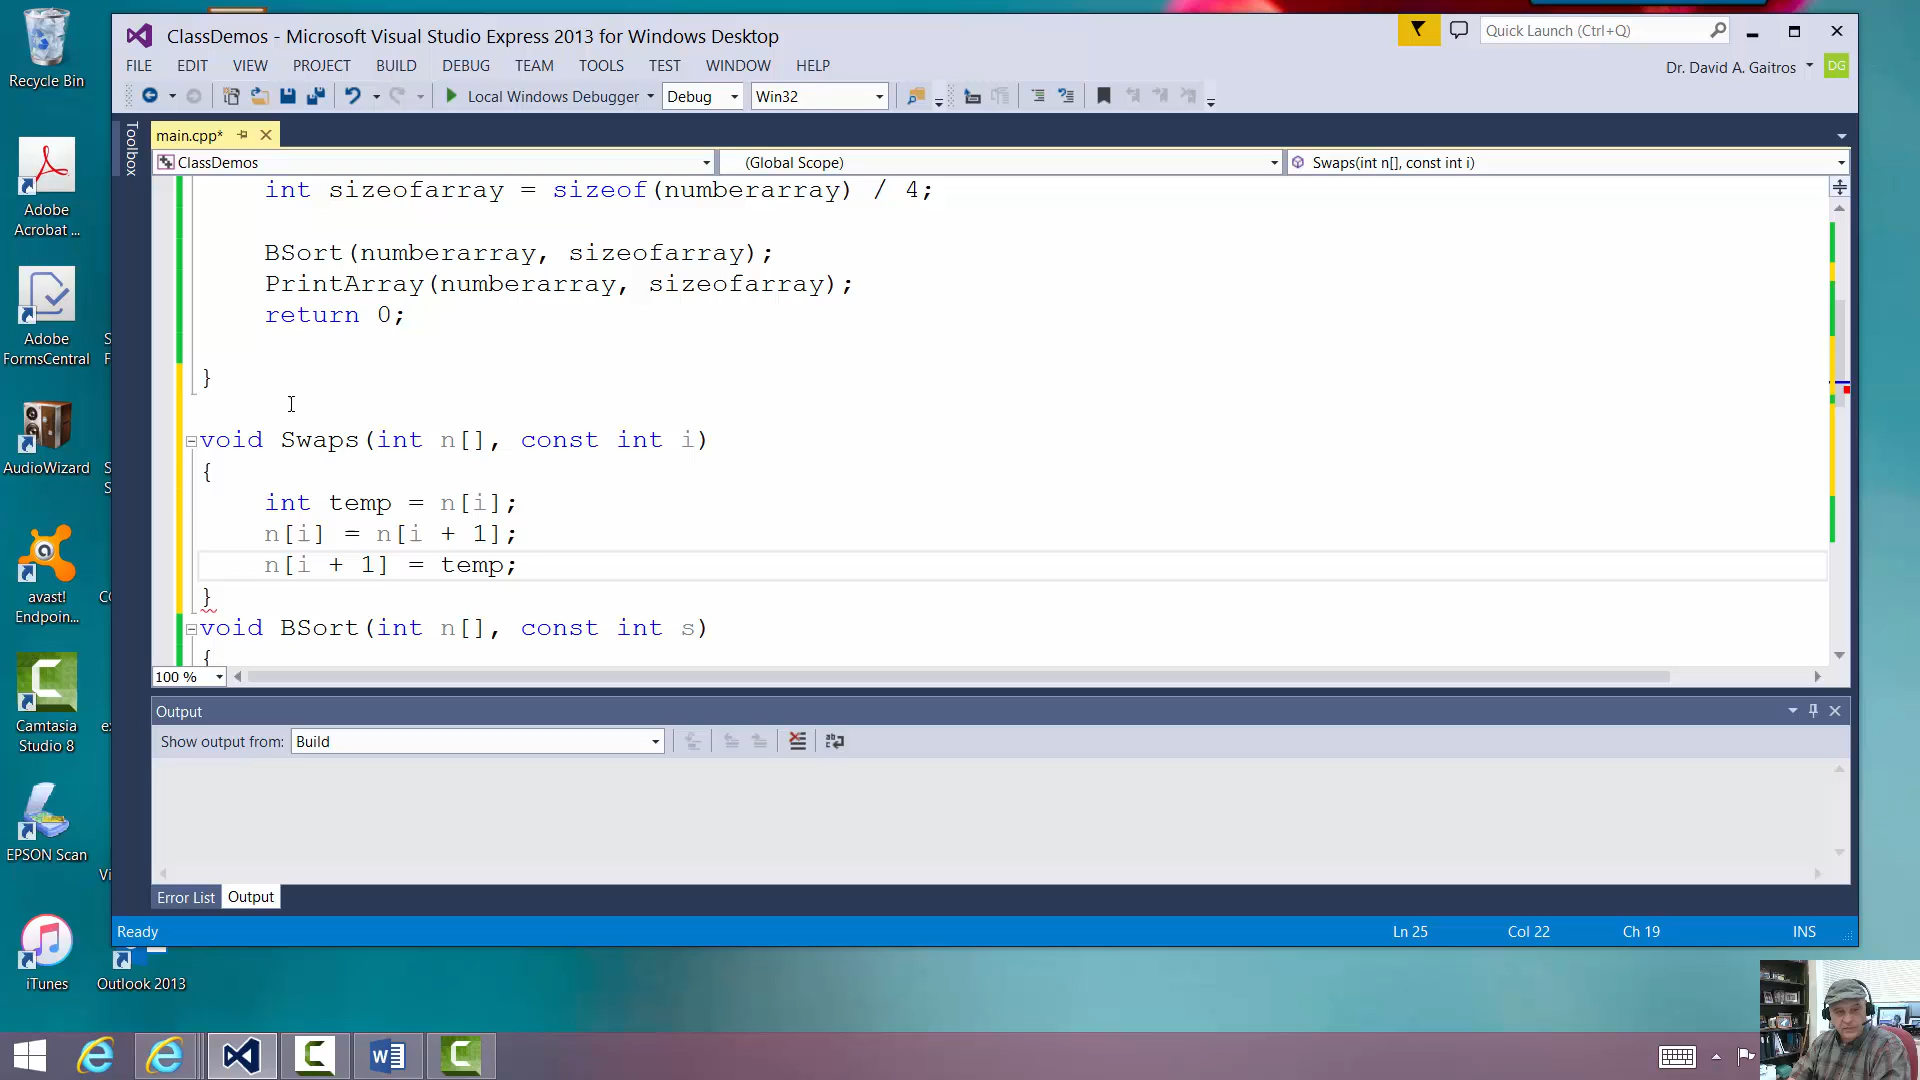 ClassDemos - Microsoft Visual Studio Express 2013 for Windows Desktop
Quick Launch (Ctrl+Q)
FILE EDIT VIEW PROJECT BUILD DEBUG TEAM TOOLS TEST WINDOW HELP
Dr. David A. Gaitros DG
Local Windows Debugger Debug Win32
Toolbox
main.cpp*
ClassDemos (Global Scope) Swaps(int n[], const int i)
int sizeofarray = sizeof(numberarray) / 4;
BSort(numberarray, sizeofarray);
PrintArray(numberarray, sizeofarray);
return 0;
}
void Swaps(int n[], const int i)
{
int temp = n[i];
n[i] = n[i + 1];
n[i + 1] = temp;
}
void BSort(int n[], const int s)
{
100 %
Output
Show output from: Build
Error List Output
Ready Ln 25 Col 22 Ch 19 INS
Recycle Bin
Adobe
Acrobat ...
Adobe
FormsCentral
AudioWizard
avast!
Endpoin...
Camtasia
Studio 8
EPSON Scan
iTunes
Outlook 2013